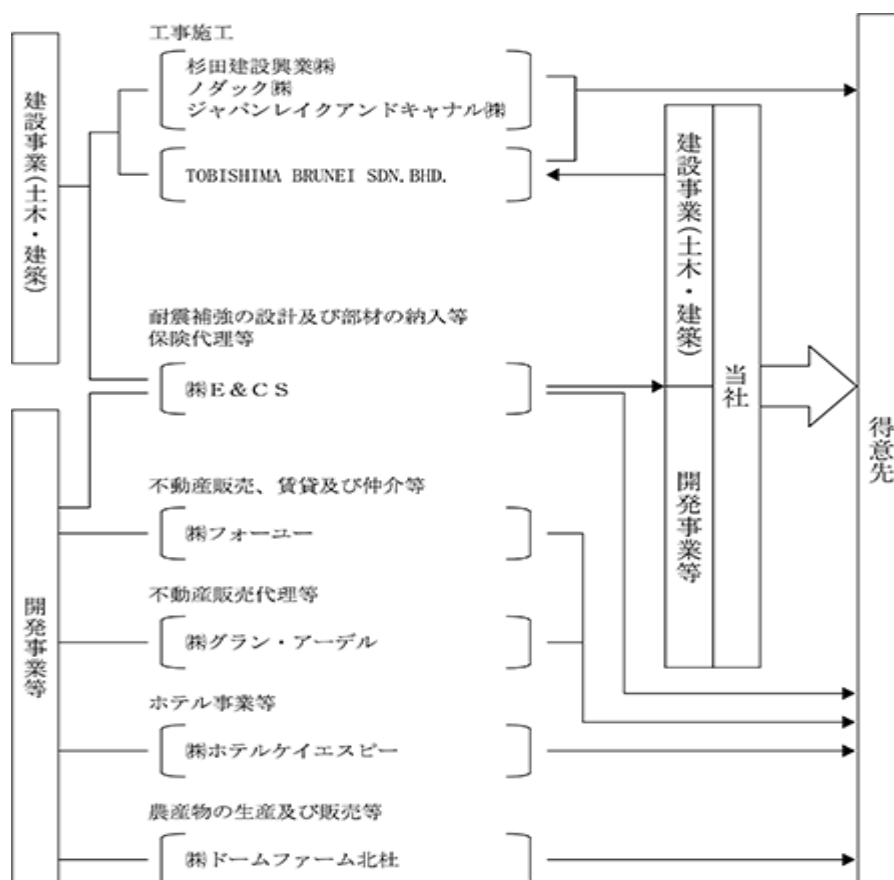 建設事業(土木・建築)
工事施工
杉田建設興業㈱
ノダック㈱
ジャパンレイクアンドキャナル㈱
TOBISHIMA BRUNEI SDN.BHD.
耐震補強の設計及び部材の納入等
保険代理等
㈱E&CS
開発事業等
不動産販売、賃貸及び仲介等
㈱フォーユー
不動産販売代理等
㈱グラン・アーデル
ホテル事業等
㈱ホテルケイエスピー
農産物の生産及び販売等
㈱ドームファーム北杜
建設事業(土木・建築)
開発事業等
当社
得意先